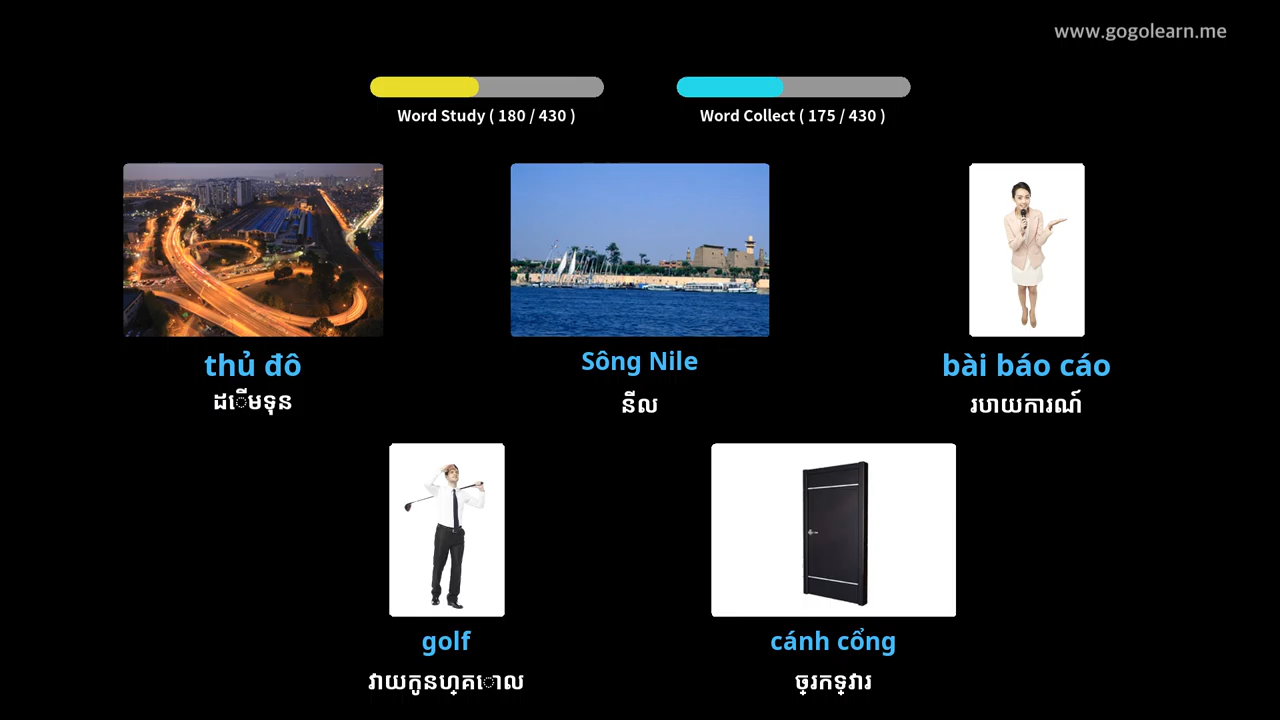 www.gogolearn.me
Word Study ( 180 / 430 )
Word Collect ( 175 / 430 )
thủ đô
ដេីមទុន
Sông Nile
នីល
bài báo cáo
របាយការណ៍
golf
វាយកូនហ្គោល
cánh cổng
ច្រកទ្វារ